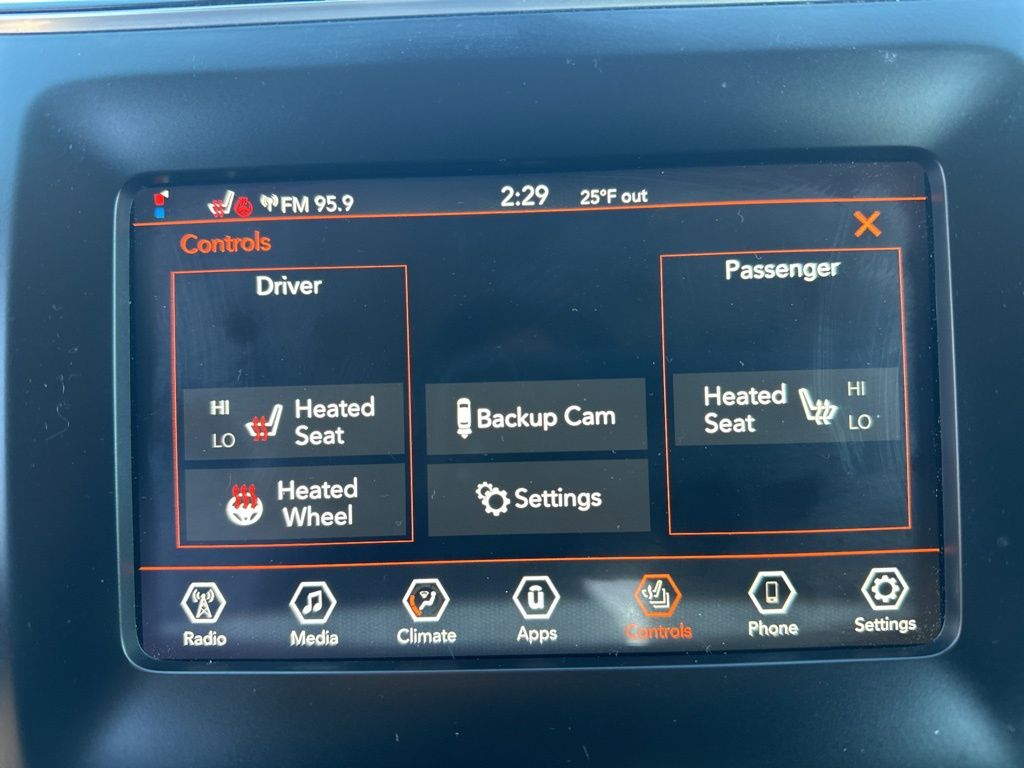 FM 95.9 2:29 25°F out
Controls
Driver
Passenger
HI
LO
Heated
Seat
Backup Cam
Heated
Seat
HI
LO
Heated
Wheel
Settings
Radio Media Climate Apps Controls Phone Settings